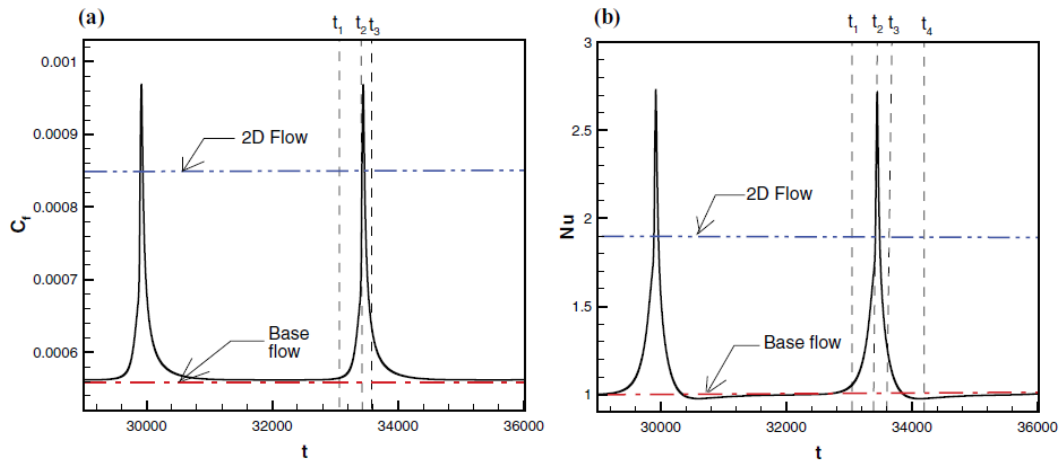 (a)
t1 t2 t3
0.001
0.0009
0.0008
0.0007
0.0006
Cf
2D Flow
Base
flow
30000 32000 34000 36000
t
(b)
t1 t2 t3 t4
3
2.5
2
1.5
1
Nu
2D Flow
Base flow
30000 32000 34000 36000
t